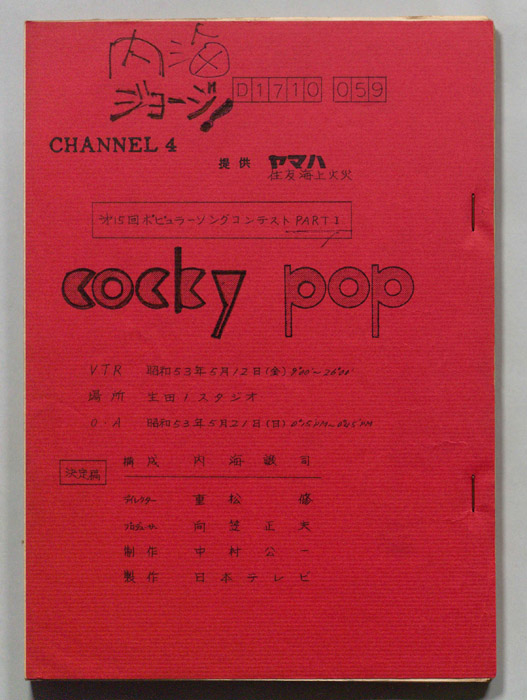 内海
ジョージ!
D1710 059
CHANNEL 4
提供 ヤマハ
住友海上火災
第15回ポピュラーソングコンテスト PART I
cocky pop
V.T.R 昭和53年5月12日(金)
場所 生田1スタジオ
O・A 昭和53年5月21日(日)
決定稿
構成 内海
ディレクター 重松 修
プロデューサー 向笠正夫
制作 中村公一
製作 日本テレビ